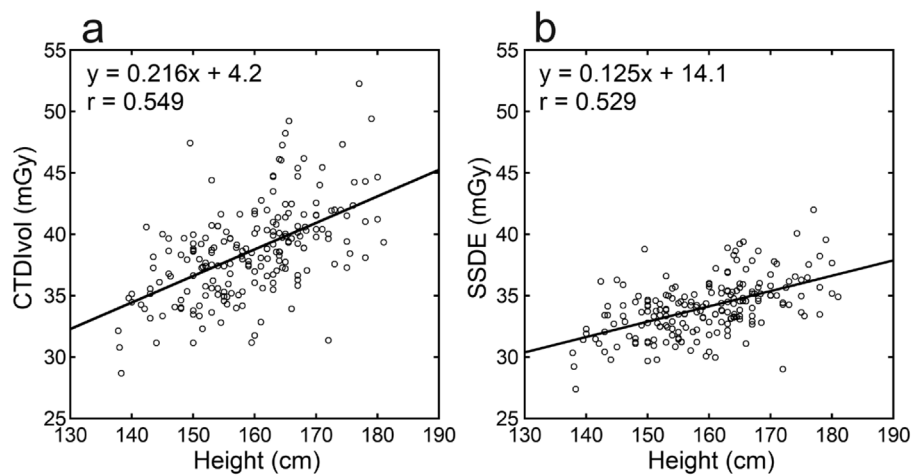 a
y = 0.216x + 4.2
r = 0.549
55
50
45
40
35
30
25
CTDIvol (mGy)
130 140 150 160 170 180 190
Height (cm)
b
y = 0.125x + 14.1
r = 0.529
55
50
45
40
35
30
25
SSDE (mGy)
130 140 150 160 170 180 190
Height (cm)